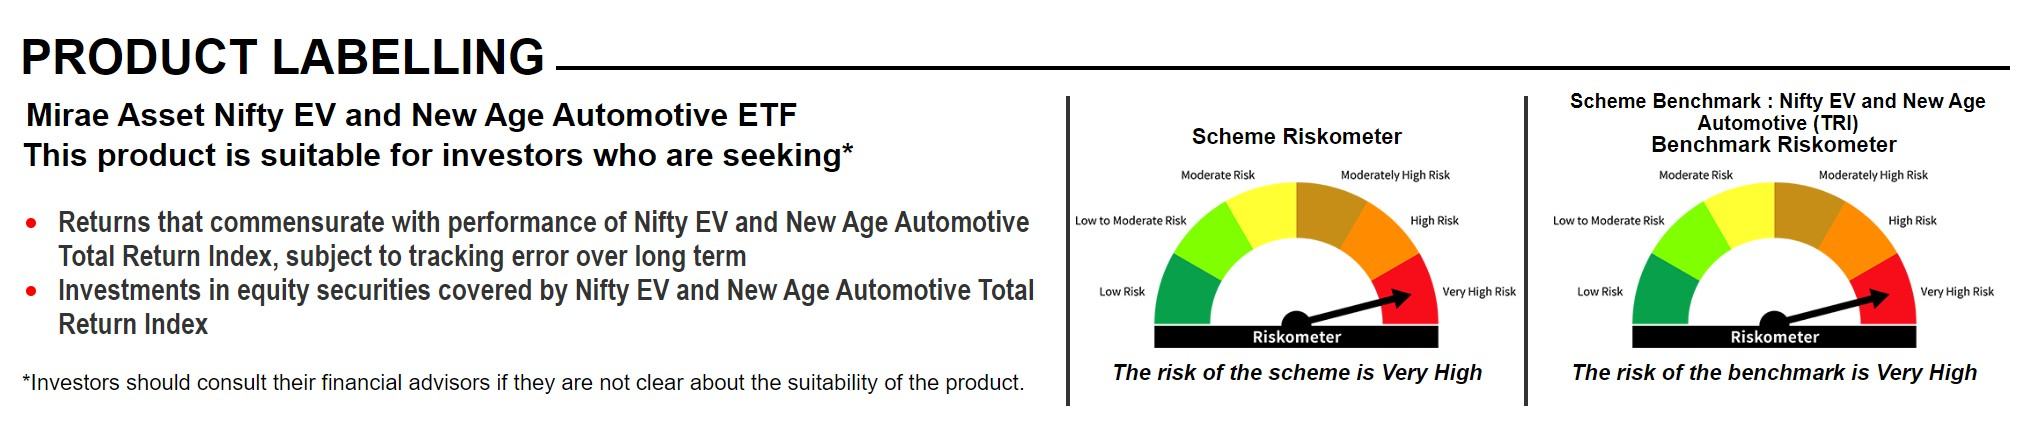 PRODUCT LABELLING
Mirae Asset Nifty EV and New Age Automotive ETF
This product is suitable for investors who are seeking*
• Returns that commensurate with performance of Nifty EV and New Age Automotive
Total Return Index, subject to tracking error over long term
• Investments in equity securities covered by Nifty EV and New Age Automotive Total
Return Index
*Investors should consult their financial advisors if they are not clear about the suitability of the product.
Scheme Riskometer
Moderate Risk
Moderately High Risk
Low to Moderate Risk
High Risk
Low Risk
Very High Risk
Riskometer
The risk of the scheme is Very High
Scheme Benchmark : Nifty EV and New Age
Automotive (TRI)
Benchmark Riskometer
Moderate Risk
Moderately High Risk
Low to Moderate Risk
High Risk
Low Risk
Very High Risk
Riskometer
The risk of the benchmark is Very High